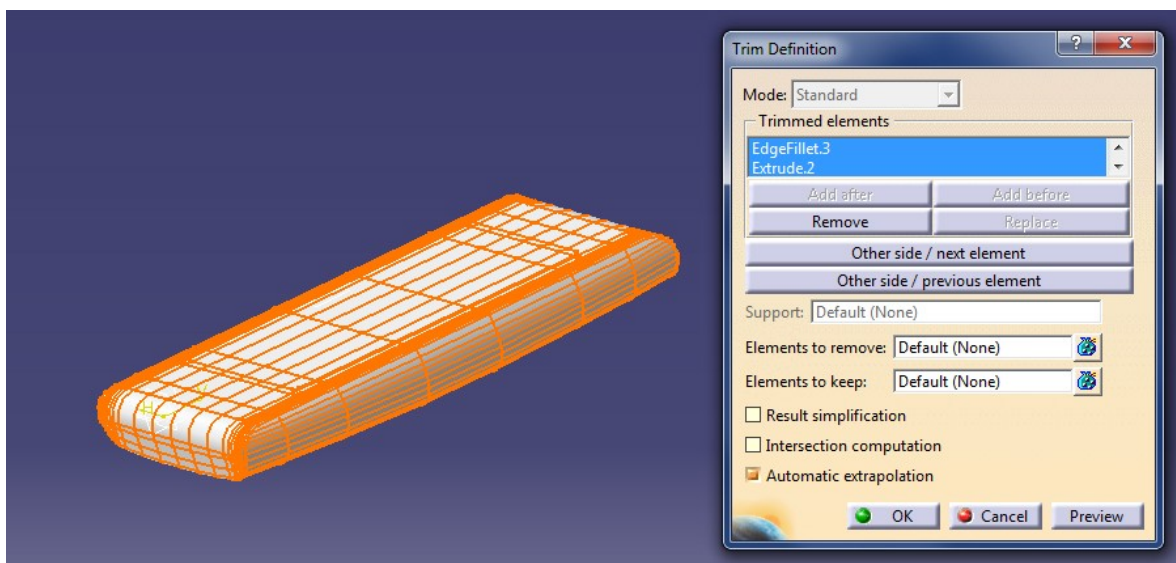 Trim Definition
?
X
Mode: Standard
Trimmed elements
EdgeFillet.3
Extrude.2
Add after Add before
Remove Replace
Other side / next element
Other side / previous element
Support: Default (None)
Elements to remove: Default (None)
Elements to keep: Default (None)
Result simplification
Intersection computation
Automatic extrapolation
OK Cancel Preview